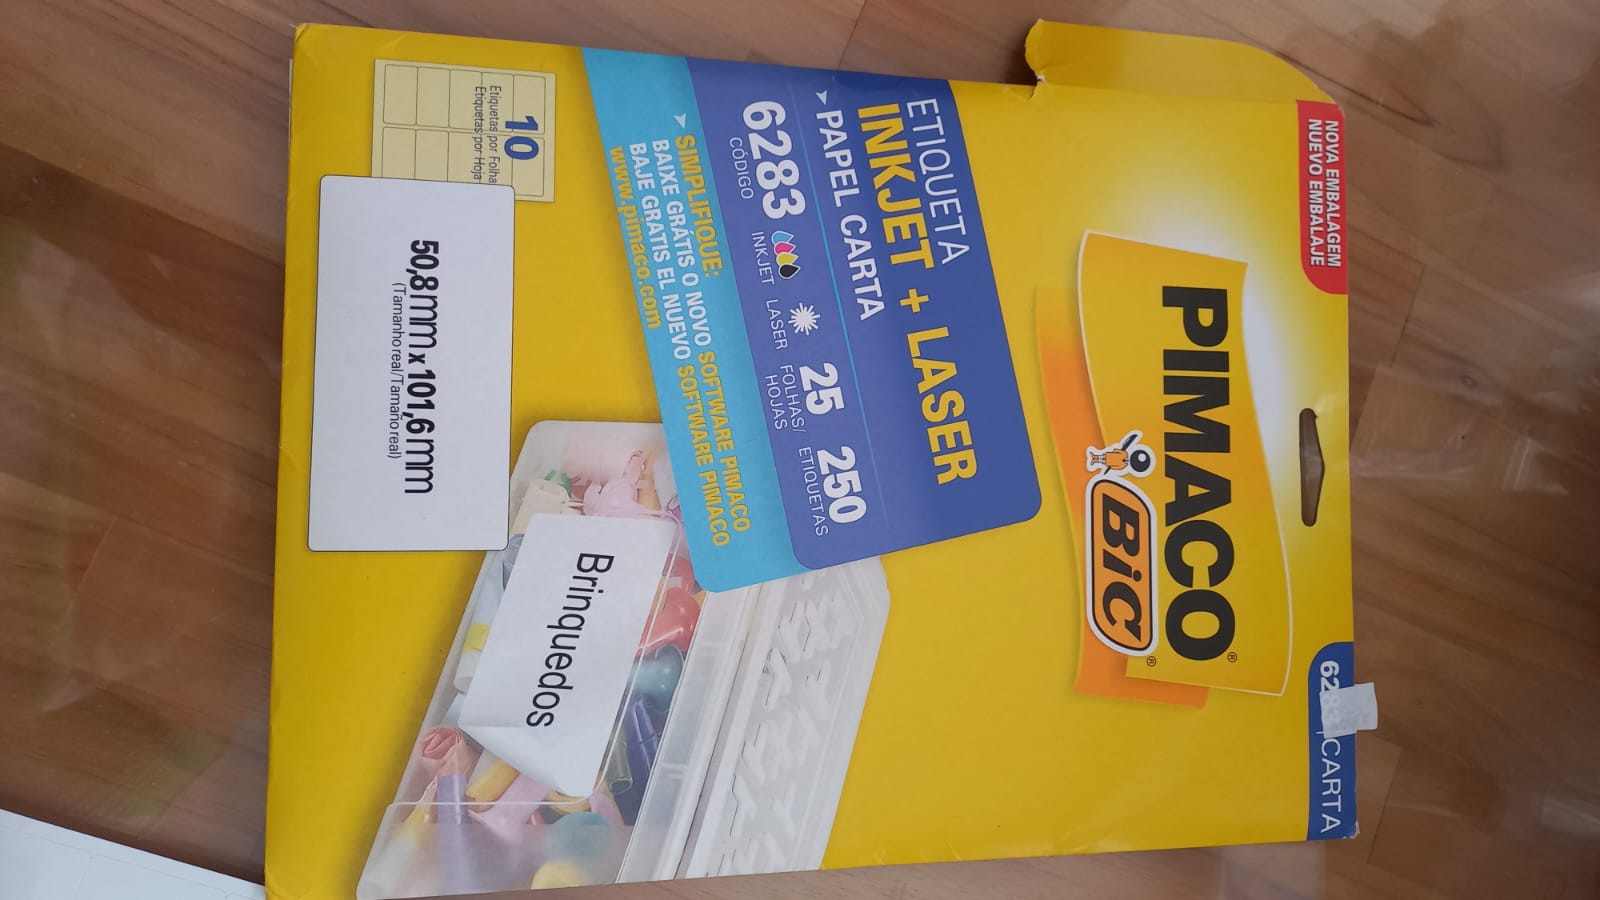 NOVA EMBALAGEM
NUEVO EMBALAJE
6283 CARTA
PIMACO®
BiC®
ETIQUETA
INKJET + LASER
PAPEL CARTA
6283
CÓDIGO
INKJET
LASER
25
FOLHAS/
HOJAS
250
ETIQUETAS
SIMPLIFIQUE:
BAIXE GRÁTIS O NOVO SOFTWARE PIMACO
BAJE GRATIS EL NUEVO SOFTWARE PIMACO
www.pimaco.com
Brinquedos
10
Etiquetas por Folha
Etiquetas por Hoja
50,8mm x 101,6mm
(Tamanho real/Tamaño real)